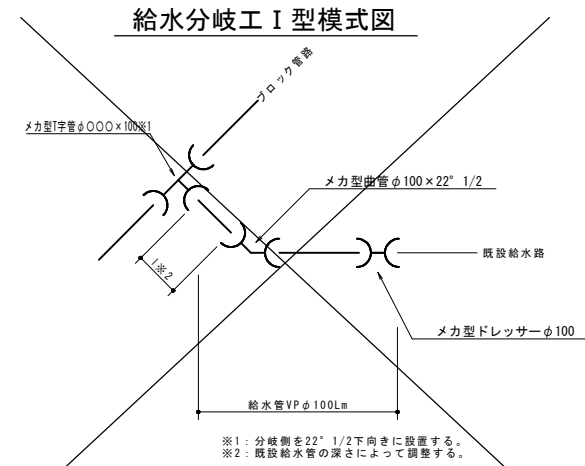 給水分岐工Ⅰ型模式図
ブロック管路
メカ型T字管φ〇〇〇×100※1
メカ型曲管φ100×22° 1/2
既設給水路
l※2
メカ型ドレッサーφ100
給水管VPφ100Lm
※1：分岐側を22° 1/2下向きに設置する。
※2：既設給水管の深さによって調整する。